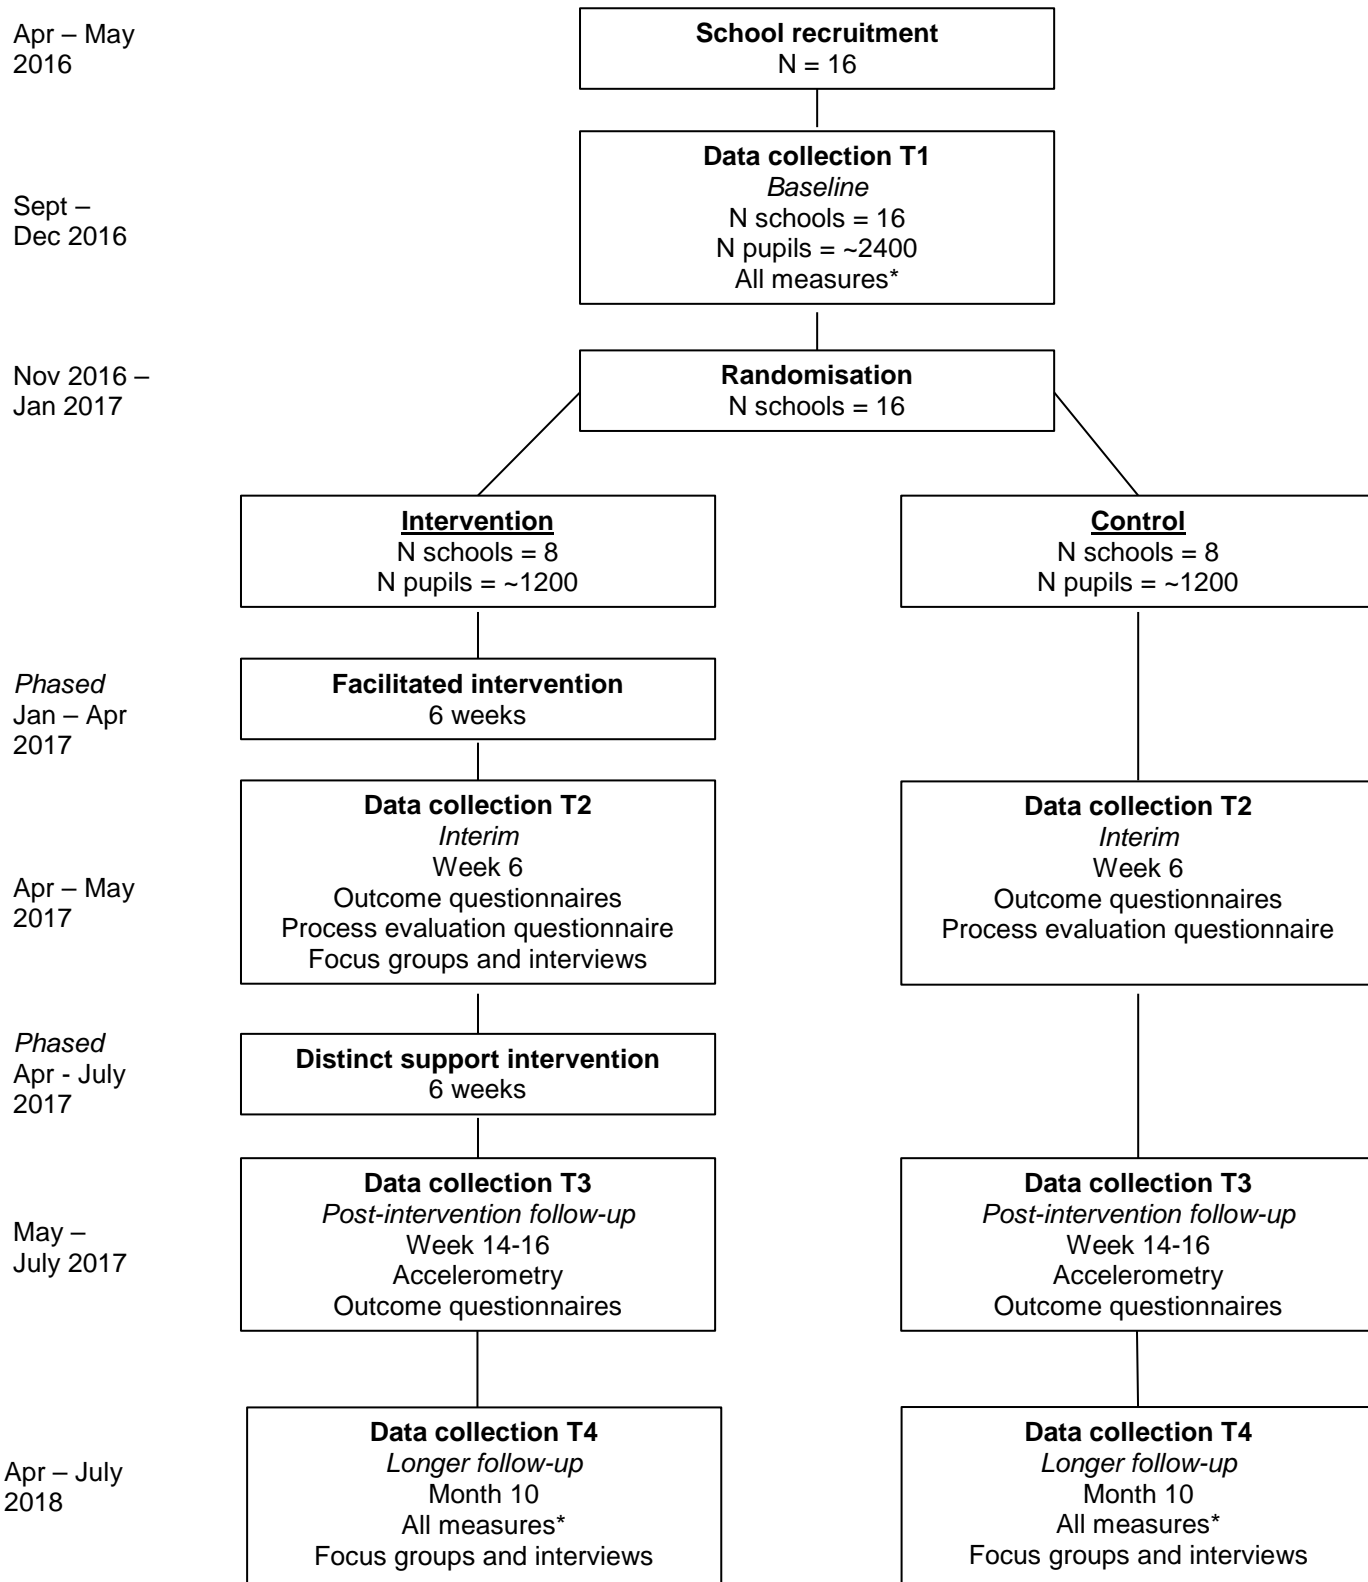 Apr – May
2016
School recruitment
N = 16
Sept –
Dec 2016
Data collection T1
Baseline
N schools = 16
N pupils = ~2400
All measures*
Nov 2016 –
Jan 2017
Randomisation
N schools = 16
Intervention
N schools = 8
N pupils = ~1200
Control
N schools = 8
N pupils = ~1200
Phased
Jan – Apr
2017
Facilitated intervention
6 weeks
Apr – May
2017
Data collection T2
Interim
Week 6
Outcome questionnaires
Process evaluation questionnaire
Focus groups and interviews
Data collection T2
Interim
Week 6
Outcome questionnaires
Process evaluation questionnaire
Phased
Apr - July
2017
Distinct support intervention
6 weeks
May –
July 2017
Data collection T3
Post-intervention follow-up
Week 14-16
Accelerometry
Outcome questionnaires
Data collection T3
Post-intervention follow-up
Week 14-16
Accelerometry
Outcome questionnaires
Apr – July
2018
Data collection T4
Longer follow-up
Month 10
All measures*
Focus groups and interviews
Data collection T4
Longer follow-up
Month 10
All measures*
Focus groups and interviews